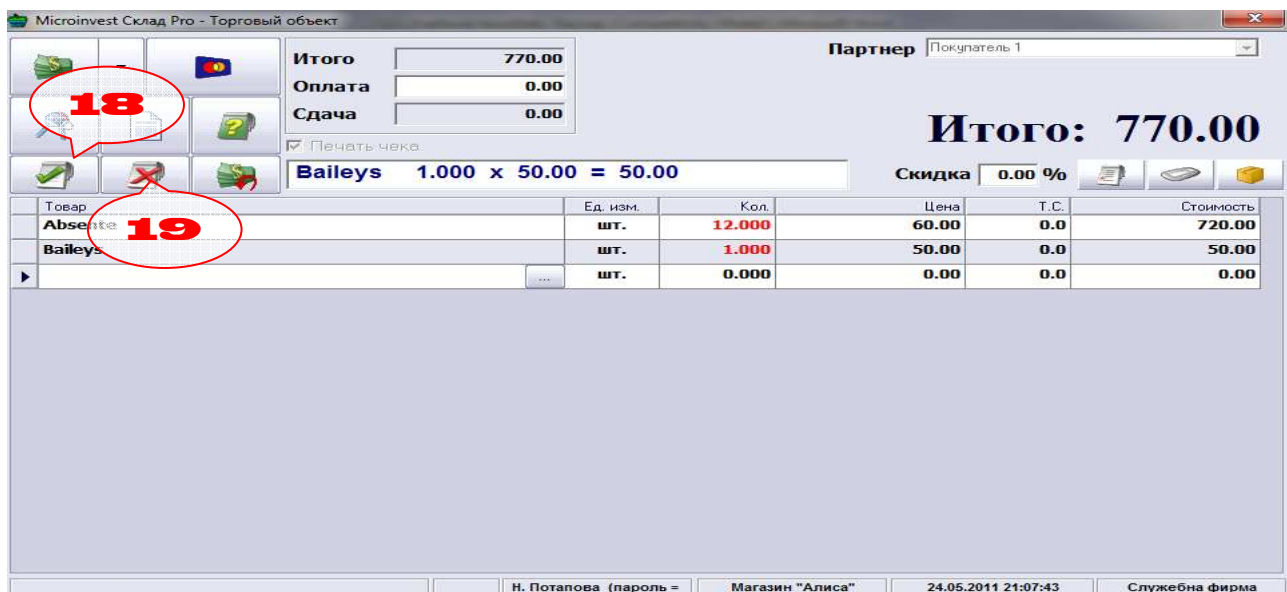 Microinvest Склад Pro - Торговый объект
Итого 770.00
Партнер Покупатель 1
Оплата 0.00
Сдача 0.00
Итого: 770.00
18
Печать чека
Baileys 1.000 x 50.00 = 50.00
Скидка 0.00 %
Товар Ед. изм. Кол. Цена Т.С. Стоимость
Absente шт. 12.000 60.00 0.0 720.00
19
Baileys шт. 1.000 50.00 0.0 50.00
... шт. 0.000 0.00 0.0 0.00
Н. Потапова (пароль = Магазин "Алиса" 24.05.2011 21:07:43 Служебна фирма